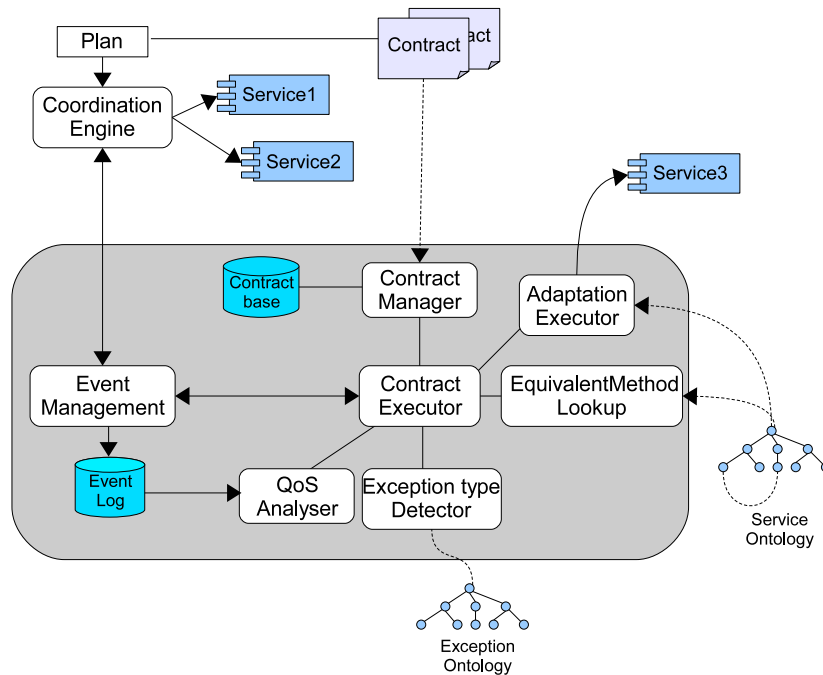 Plan
Contract
act
Coordination
Engine
Service1
Service2
Service3
Contract
base
Contract
Manager
Adaptation
Executor
Event
Management
Contract
Executor
EquivalentMethod
Lookup
Event
Log
QoS
Analyser
Exception type
Detector
Service
Ontology
Exception
Ontology